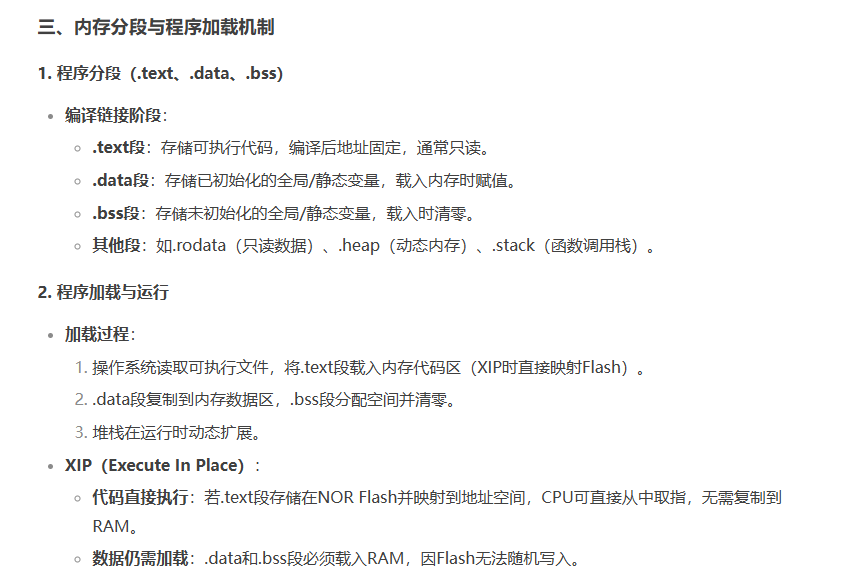 三、内存分段与程序加载机制
1. 程序分段（.text、.data、.bss）
编译链接阶段：
.text段：存储可执行代码，编译后地址固定，通常只读。
.data段：存储已初始化的全局/静态变量，载入内存时赋值。
.bss段：存储未初始化的全局/静态变量，载入时清零。
其他段：如.rodata（只读数据）、.heap（动态内存）、.stack（函数调用栈）。
2. 程序加载与运行
加载过程：
1. 操作系统读取可执行文件，将.text段载入内存代码区（XIP时直接映射Flash）。
2. .data段复制到内存数据区，.bss段分配空间并清零。
3. 堆栈在运行时动态扩展。
XIP（Execute In Place）：
代码直接执行：若.text段存储在NOR Flash并映射到地址空间，CPU可直接从中取指，无需复制到
RAM。
数据仍需加载：.data和.bss段必须载入RAM，因Flash无法随机写入。